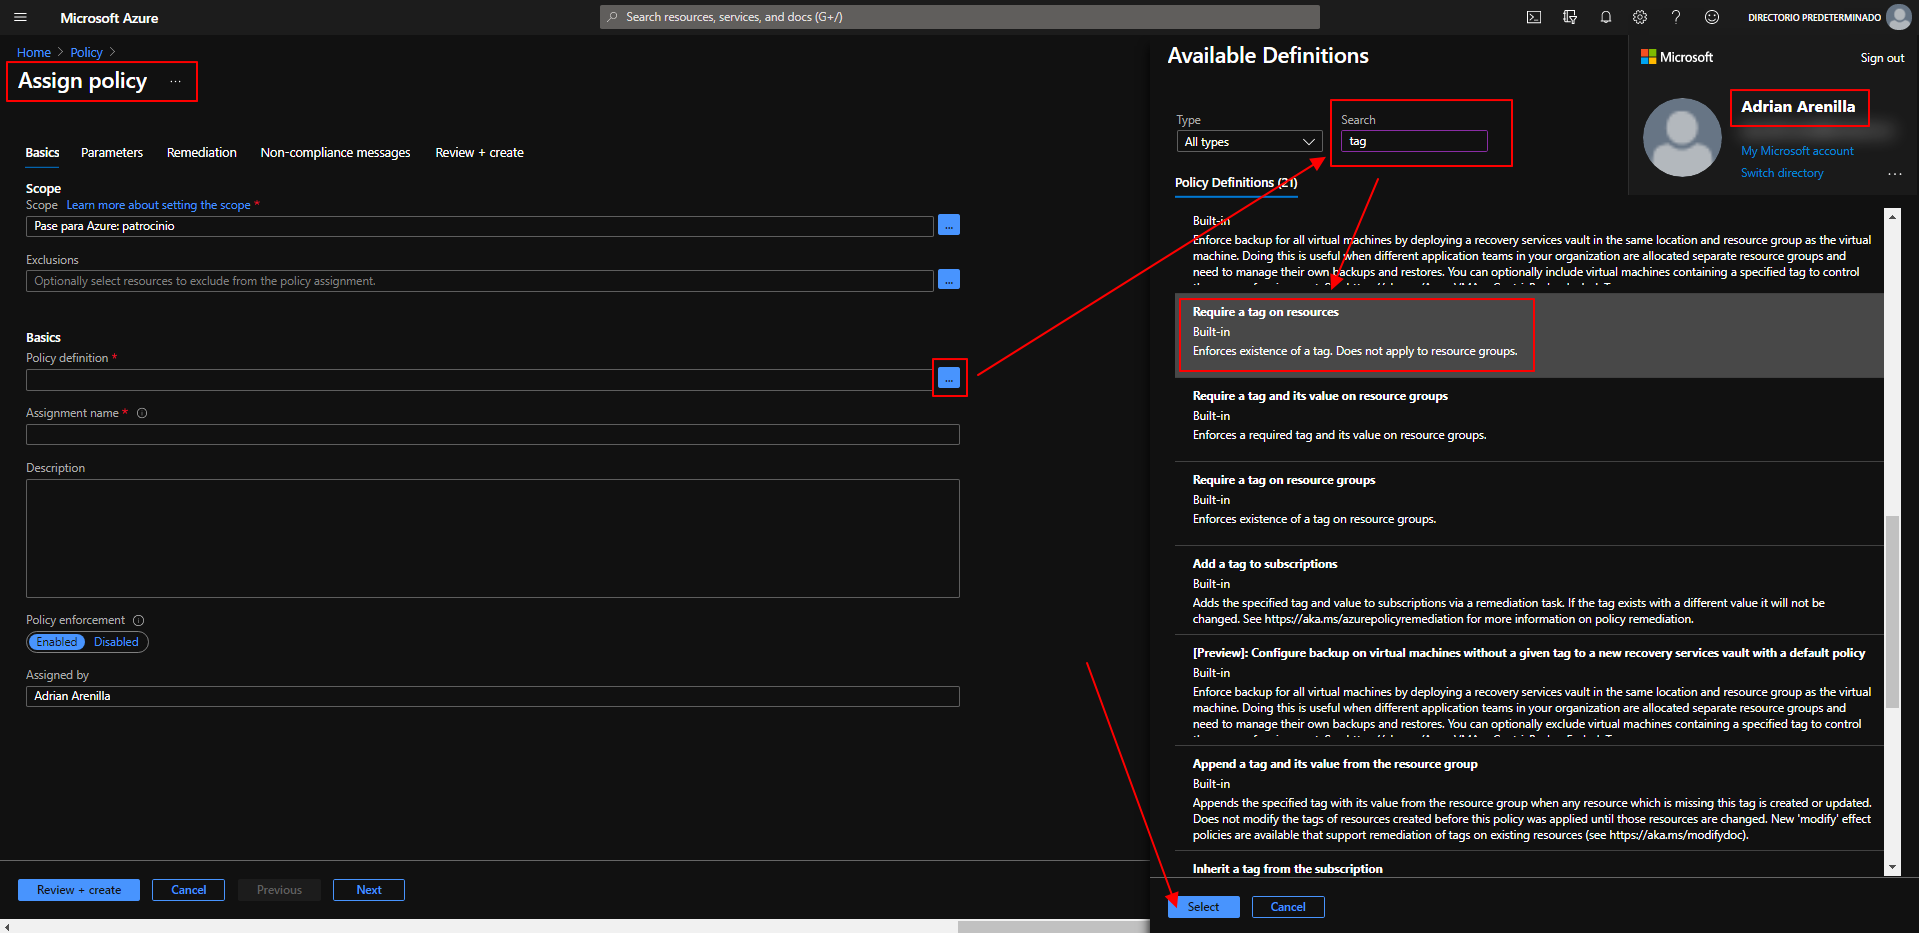 Microsoft Azure
Search resources, services, and docs (G+/)
DIRECTORIO PREDETERMINADO
Home > Policy >
Assign policy ...
Basics
Parameters
Remediation
Non-compliance messages
Review + create
Scope
Scope Learn more about setting the scope *
Pase para Azure: patrocinio
...
Exclusions
Optionally select resources to exclude from the policy assignment.
...
Basics
Policy definition *
...
Assignment name *
Description
Policy enforcement
Enabled Disabled
Assigned by
Adrian Arenilla
Review + create
Cancel
Previous
Next
Available Definitions
Type
All types
Search
tag
Policy Definitions (21)
Built-in
Enforce backup for all virtual machines by deploying a recovery services vault in the same location and resource group as the virtual
machine. Doing this is useful when different application teams in your organization are allocated separate resource groups and
need to manage their own backups and restores. You can optionally include virtual machines containing a specified tag to control
Require a tag on resources
Built-in
Enforces existence of a tag. Does not apply to resource groups.
Require a tag and its value on resource groups
Built-in
Enforces a required tag and its value on resource groups.
Require a tag on resource groups
Built-in
Enforces existence of a tag on resource groups.
Add a tag to subscriptions
Built-in
Adds the specified tag and value to subscriptions via a remediation task. If the tag exists with a different value it will not be
changed. See https://aka.ms/azurepolicyremediation for more information on policy remediation.
[Preview]: Configure backup on virtual machines without a given tag to a new recovery services vault with a default policy
Built-in
Enforce backup for all virtual machines by deploying a recovery services vault in the same location and resource group as the virtual
machine. Doing this is useful when different application teams in your organization are allocated separate resource groups and
need to manage their own backups and restores. You can optionally exclude virtual machines containing a specified tag to control
Append a tag and its value from the resource group
Built-in
Appends the specified tag with its value from the resource group when any resource which is missing this tag is created or updated.
Does not modify the tags of resources created before this policy was applied until those resources are changed. New 'modify' effect
policies are available that support remediation of tags on existing resources (see https://aka.ms/modifydoc).
Inherit a tag from the subscription
Select
Cancel
Microsoft
Sign out
Adrian Arenilla
My Microsoft account
Switch directory
...